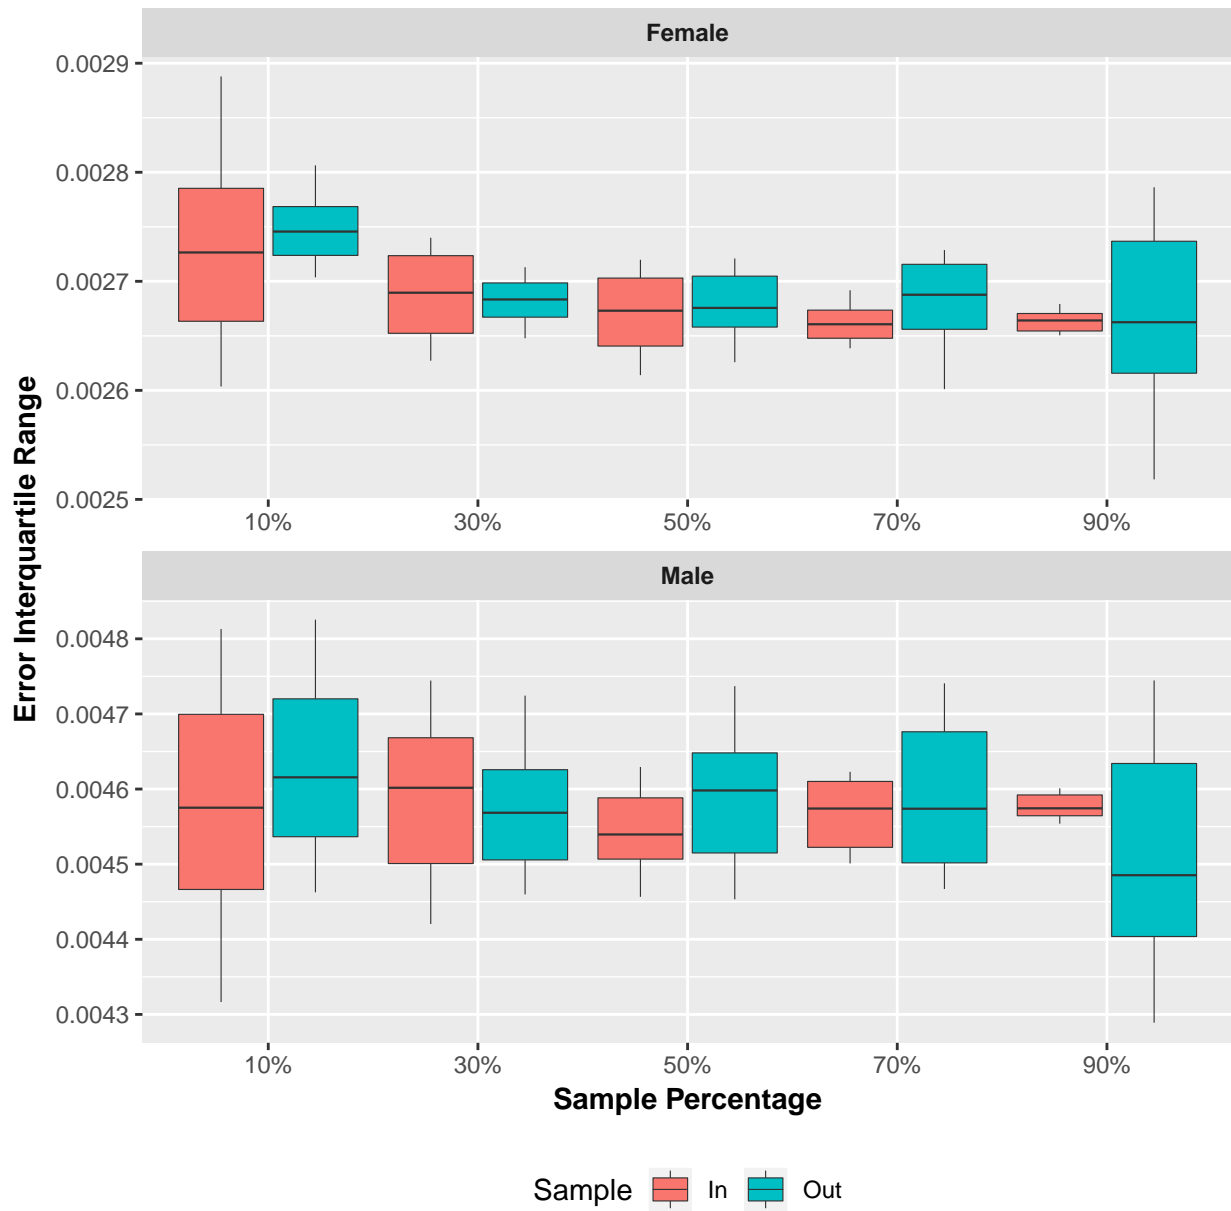 Female
0.0029
0.0028
0.0027
0.0026
0.0025
10% 30% 50% 70% 90%
Error Interquartile Range
Male
0.0048
0.0047
0.0046
0.0045
0.0044
0.0043
10% 30% 50% 70% 90%
Sample Percentage
Sample In Out